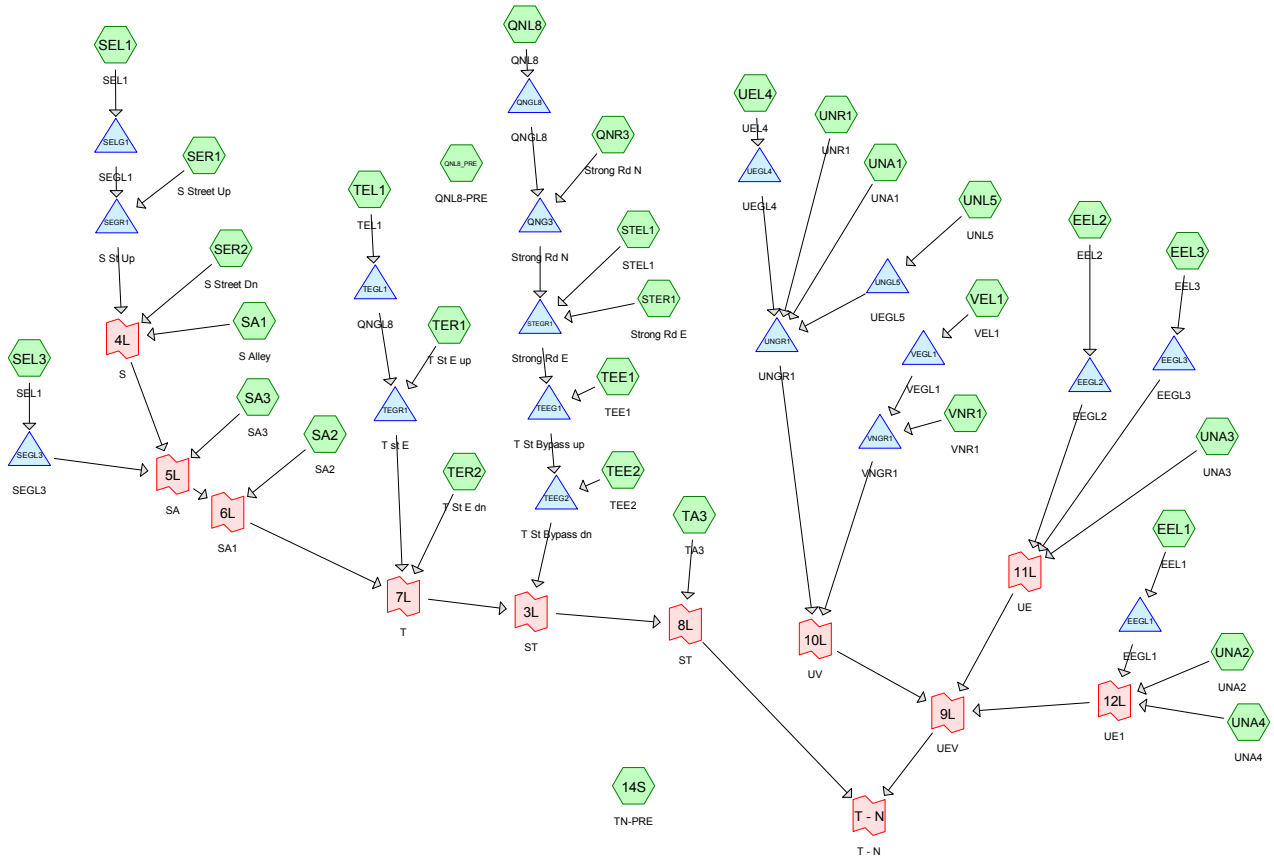 QNL8
QNL8
SEL1
SEL1
QNGL8
QNGL8
UEL4
UEL4
UNR1
UNR1
SELG1
SEGL1
SER1
S Street Up
QNR3
Strong Rd N
QNL8_PRE
QNL8-PRE
UEGL4
UEGL4
UNA1
UNA1
TEL1
TEL1
SEGR1
S St Up
QNG3
Strong Rd N
UNL5
UNL5
EEL2
EEL2
STEL1
STEL1
SER2
S Street Dn
EEL3
EEL3
TEGL1
QNGL8
UNGL5
UEGL5
STER1
Strong Rd E
VEL1
VEL1
SA1
S Alley
TER1
T St E up
STEGR1
Strong Rd E
4L
S
UNGR1
UNGR1
VEGL1
VEGL1
EEGL3
EEGL3
SEL3
SEL1
TEE1
TEE1
EEGL2
EEGL2
SA3
SA3
TEGR1
T st E
TEEG1
T St Bypass up
VNR1
VNR1
SA2
SA2
VNGR1
VNGR1
UNA3
UNA3
SEGL3
SEGL3
5L
SA
TER2
T St E dn
TEE2
TEE2
TEEG2
T St Bypass dn
6L
SA1
TA3
TA3
EEL1
EEL1
11L
UE
7L
T
3L
ST
8L
ST
EEGL1
EEGL1
10L
UV
UNA2
UNA2
12L
UE1
9L
UEV
UNA4
UNA4
14S
TN-PRE
T - N
T - N